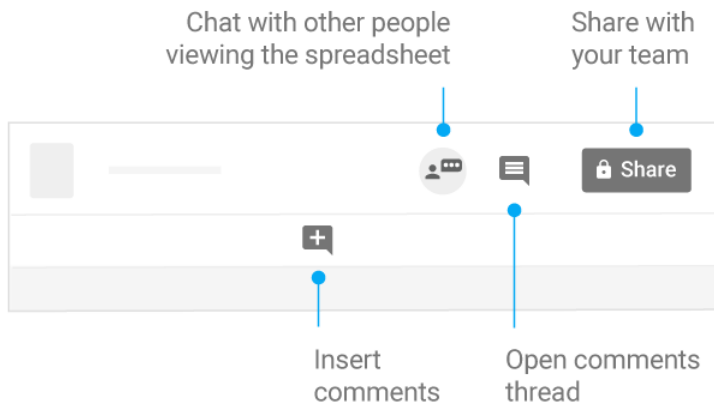 Chat with other people
viewing the spreadsheet
Share with
your team
Share
Insert
comments
Open comments
thread